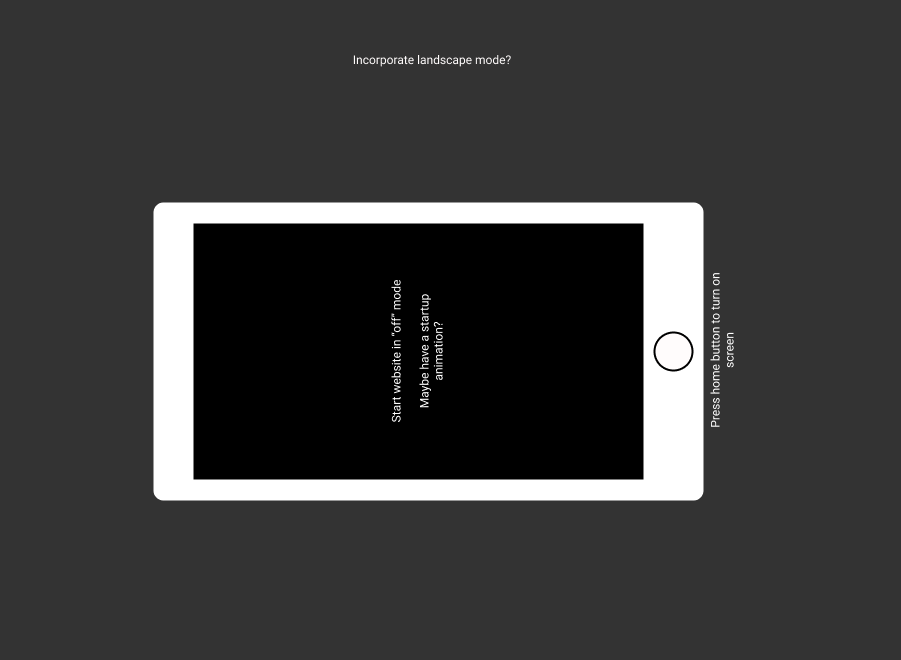 Incorporate landscape mode?
Start website in "off" mode
Maybe have a startup
animation?
Press home button to turn on
screen